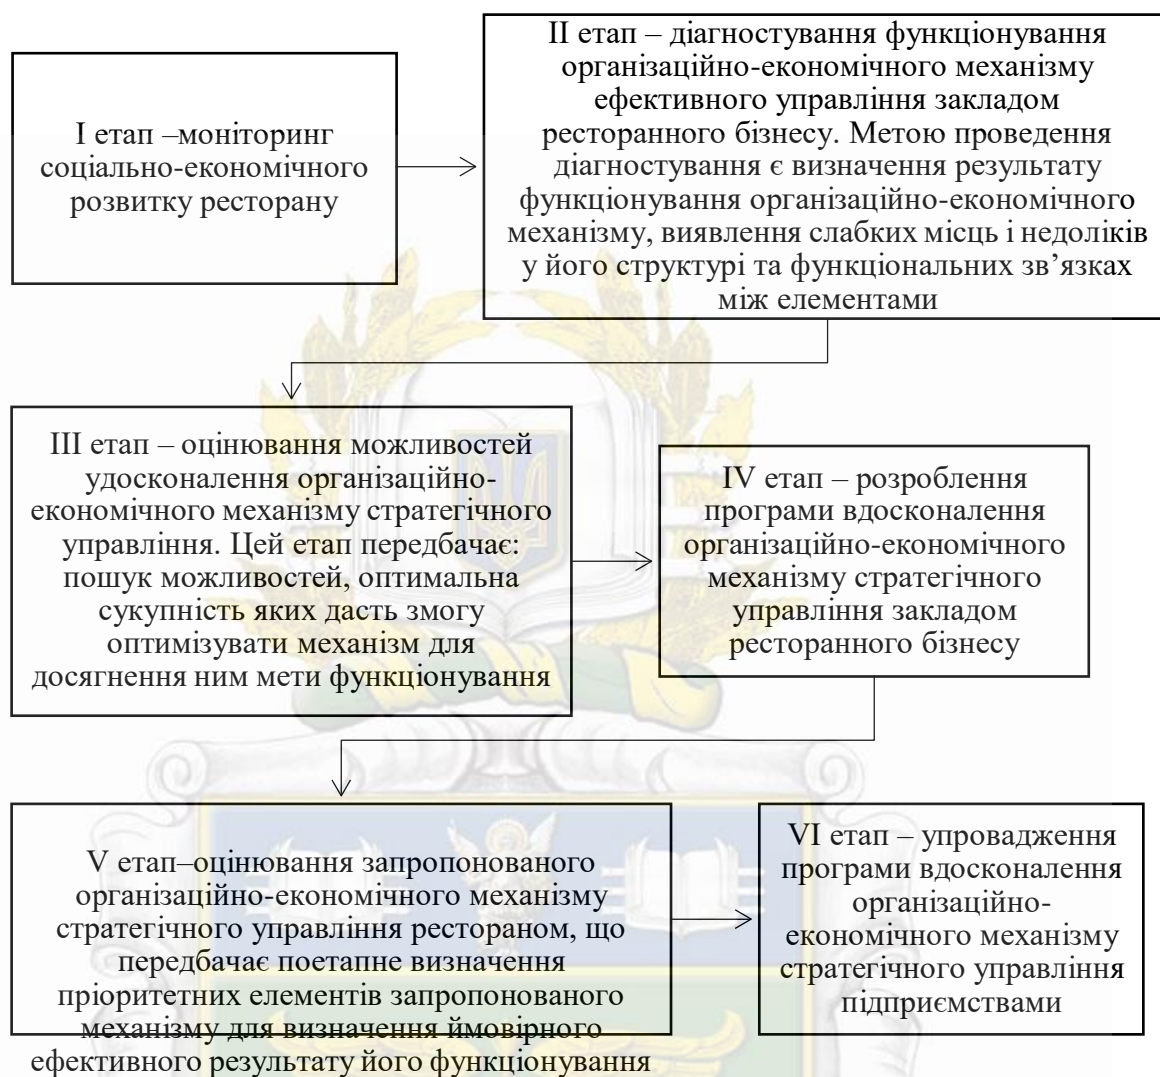 І етап –моніторинг
соціально-економічного
розвитку ресторану
ІІ етап – діагностування функціонування
організаційно-економічного механізму
ефективного управління закладом
ресторанного бізнесу. Метою проведення
діагностування є визначення результату
функціонування організаційно-економічного
механізму, виявлення слабких місць і недоліків
у його структурі та функціональних зв’язках
між елементами
ІІІ етап – оцінювання можливостей
удосконалення організаційно-
економічного механізму стратегічного
управління. Цей етап передбачає:
пошук можливостей, оптимальна
сукупність яких дасть змогу
оптимізувати механізм для
досягнення ним мети функціонування
IV етап – розроблення
програми вдосконалення
організаційно-економічного
механізму стратегічного
управління закладом
ресторанного бізнесу
V етап–оцінювання запропонованого
організаційно-економічного механізму
стратегічного управління рестораном, що
передбачає поетапне визначення
пріоритетних елементів запропонованого
механізму для визначення ймовірного
ефективного результату його функціонування
VI етап – упровадження
програми вдосконалення
організаційно-
економічного механізму
стратегічного управління
підприємствами